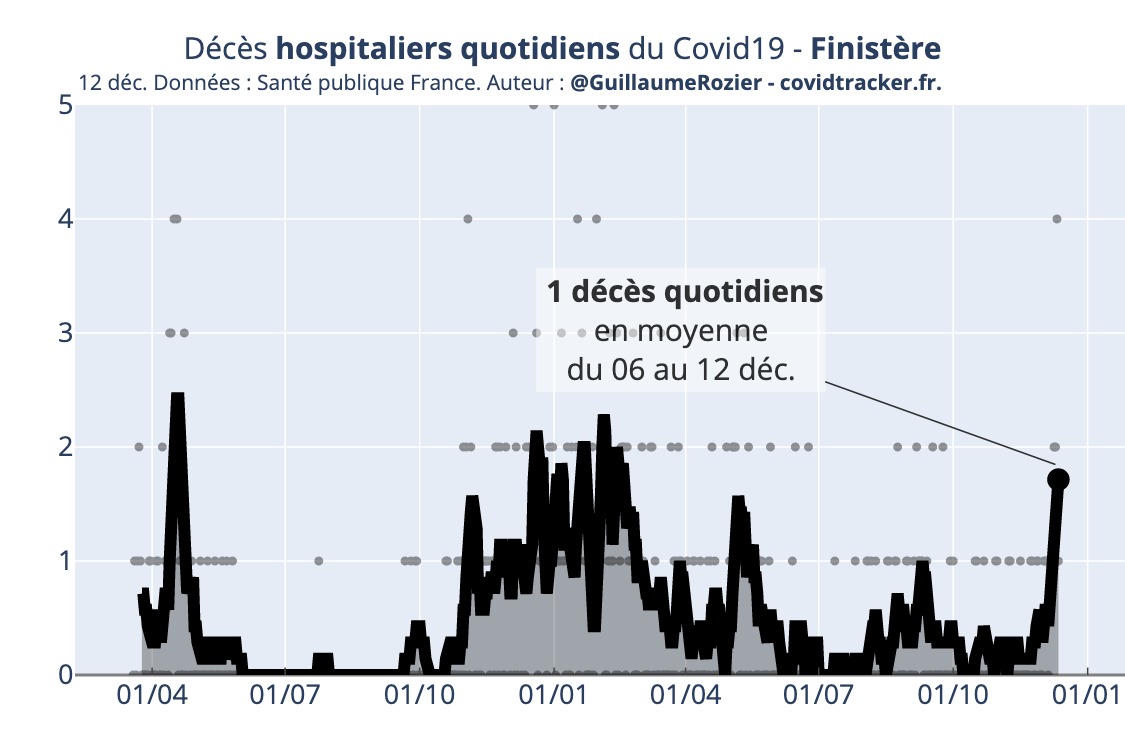 Décès hospitaliers quotidiens du Covid19 - Finistère
12 déc. Données : Santé publique France. Auteur : @GuillaumeRozier - covidtracker.fr.
5
4
3
2
1
0
1 décès quotidiens
en moyenne
du 06 au 12 déc.
01/04 01/07 01/10 01/01 01/04 01/07 01/10 01/01